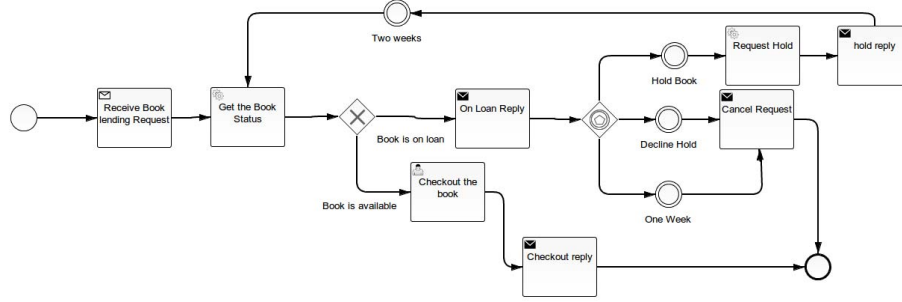 Two weeks
Request Hold
hold reply
Hold Book
Receive Book
lending Request
Get the Book
Status
On Loan Reply
Cancel Request
Book is on loan
Decline Hold
Checkout the
book
Book is available
One Week
Checkout reply